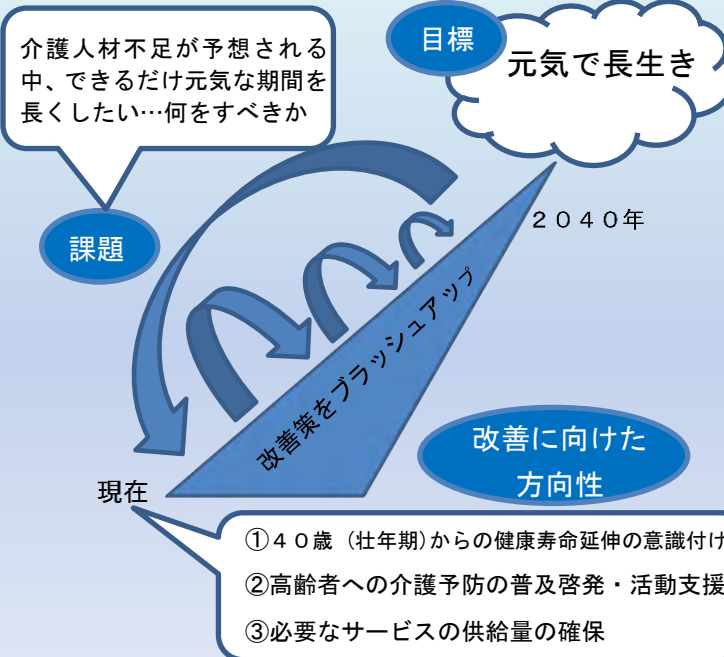 介護人材不足が予想される
中、できるだけ元気な期間を
長くしたい…何をすべきか
課題
目標
元気で長生き
２０４０年
改善策をブラッシュアップ
現在
改善に向けた
方向性
①４０歳（壮年期）からの健康寿命延伸の意識付け
②高齢者への介護予防の普及啓発・活動支援
③必要なサービスの供給量の確保